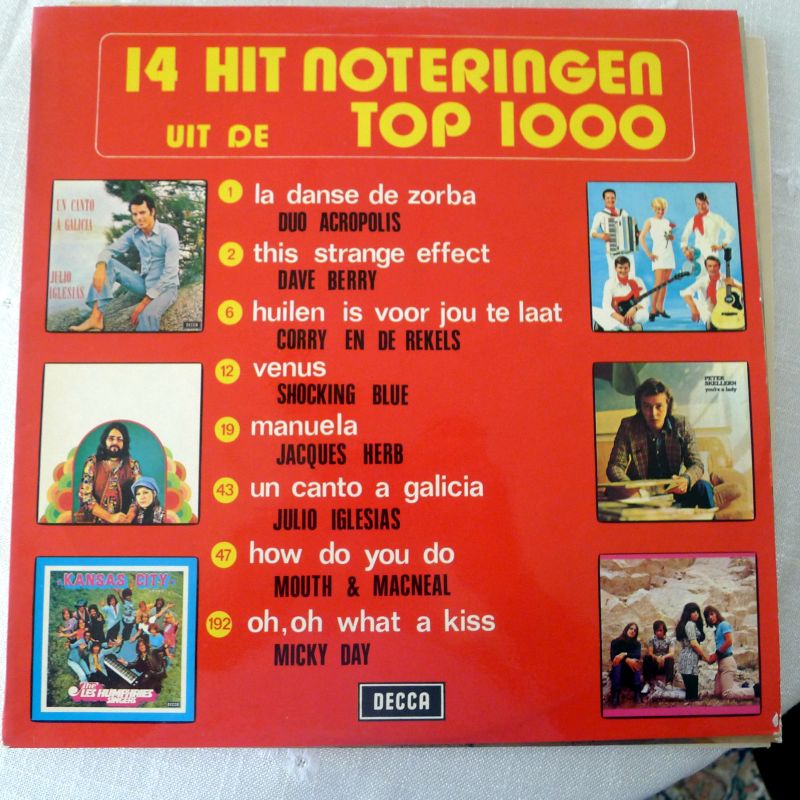 14 HIT NOTERINGEN
UIT DE TOP 1000
1 la danse de zorba
DUO ACROPOLIS
2 this strange effect
DAVE BERRY
6 huilen is voor jou te laat
CORRY EN DE REKELS
12 venus
SHOCKING BLUE
19 manuela
JACQUES HERB
43 un canto a galicia
JULIO IGLESIAS
47 how do you do
MOUTH & MACNEAL
192 oh, oh what a kiss
MICKY DAY
DECCA
UN CANTO
A GALICIA
JULIO
IGLESIAS
DECCA
KANSAS CITY
The
LES HUMPHRIES
SINGERS
DECCA
PETER
SKELLERN
you're a lady